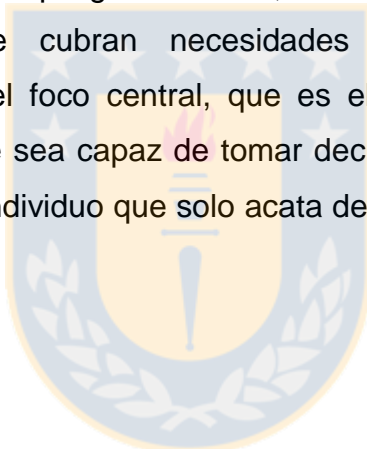 e cubran necesidades
el foco central, que es el
e sea capaz de tomar dec
ndividuo que solo acata de